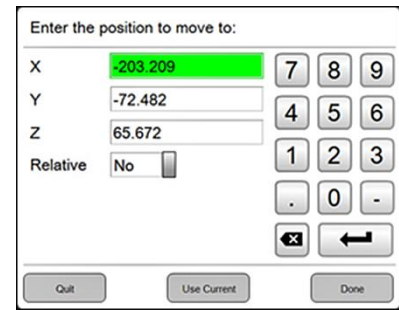 Enter the position to move to:
X -203.209
Y -72.482
Z 65.672
Relative No
7 8 9
4 5 6
1 2 3
. 0 -
Quit Use Current Done